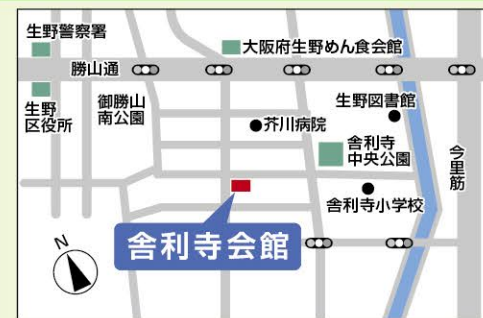 生野警察署
大阪府生野めん食会館
勝山通
生野
区役所
御勝山
南公園
芥川病院
生野図書館
舎利寺
中央公園
今里筋
舎利寺小学校
舎利寺会館
N